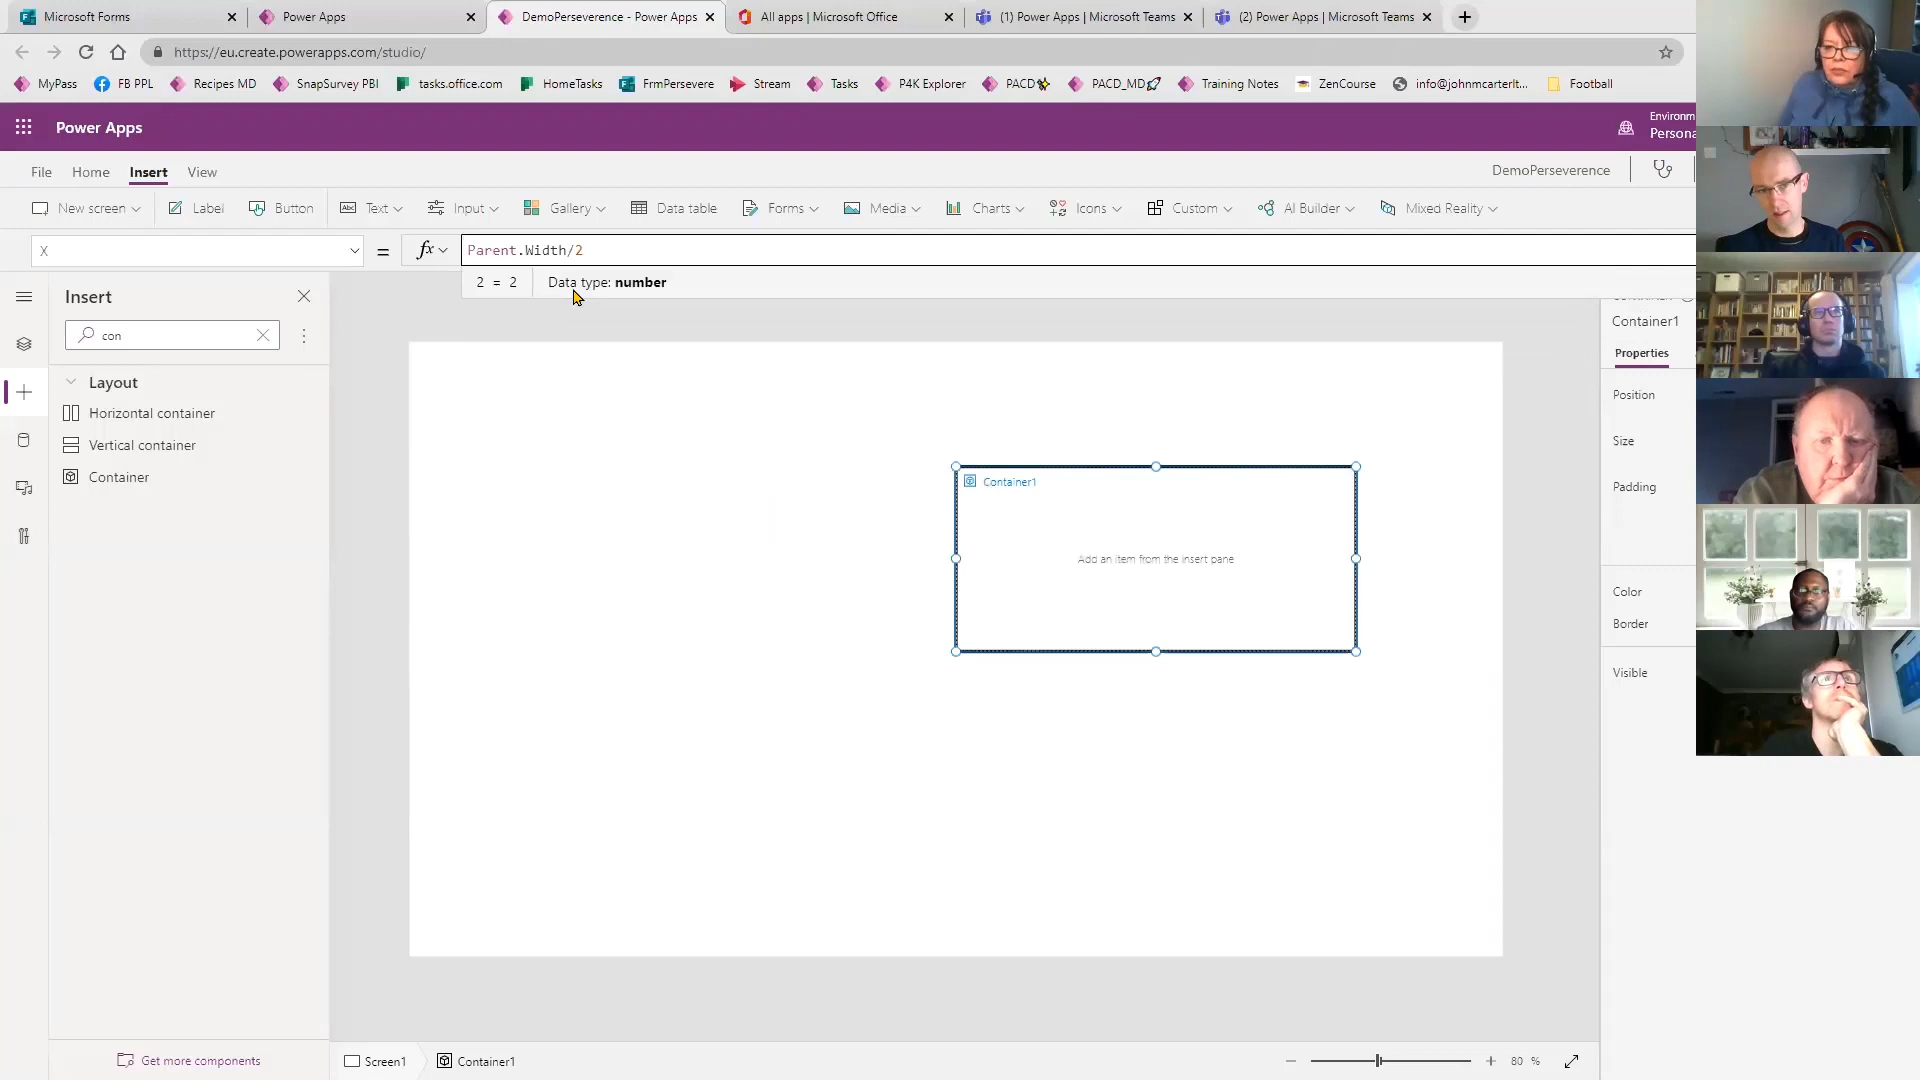 Microsoft Forms
Power Apps
DemoPerseverence - Power Apps
All apps | Microsoft Office
(1) Power Apps | Microsoft Teams
(2) Power Apps | Microsoft Teams
https://eu.create.powerapps.com/studio/
MyPass
FB PPL
Recipes MD
SnapSurvey PBI
tasks.office.com
HomeTasks
FrmPersevere
Stream
Tasks
P4K Explorer
PACD✨
PACD_MD🚀
Training Notes
ZenCourse
info@johnmcarterlt...
Football
Power Apps
Environm
Persona
File
Home
Insert
View
DemoPerseverence
New screen
Label
Button
Abc
Text
Input
Gallery
Data table
Forms
Media
Charts
Icons
Custom
AI Builder
Mixed Reality
X
=
fx
Parent.Width/2
2 = 2
Data type: number
Insert
con
Layout
Horizontal container
Vertical container
Container
Get more components
Container1
Add an item from the insert pane
Container1
Properties
Position
Size
Padding
Color
Border
Visible
Screen1
Container1
80 %